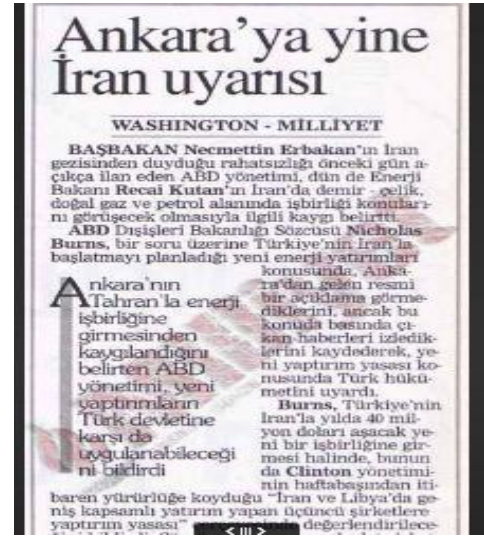 Ankara'ya yine
İran uyarısı
WASHINGTON - MİLLİYET
BAŞBAKAN Necmettin Erbakan'ın İran
gezisinden duyduğu rahatsızlığı önceki gün a-
çıkça ilan eden ABD yönetimi, dün de Enerji
Bakanı Recai Kutan'ın İran'da demir - çelik,
doğal gaz ve petrol alanında işbirliği konuları-
nı görüşecek olmasıyla ilgili kaygı belirtti.
ABD Dışişleri Bakanlığı Sözcüsü Nicholas
Burns, bir soru üzerine Türkiye'nin İran'la
başlatmayı planladığı yeni enerji yatırımları
konusunda, Anka-
ra'dan gelen resmi
bir açıklama görme-
diklerini, ancak bu
konuda basında çı-
kan haberleri izledik-
lerini kaydederek, ye-
ni yaptırım yasası ko-
nusunda Türk hükü-
metini uyardı.
Burns, Türkiye'nin
İran'la yılda 40 mil-
yon doları aşacak ye-
ni bir işbirliğine gir-
mesi halinde, bunun
da Clinton yönetimi-
nin haftabaşından iti-
Ankara'nın
Tahran'la enerji
işbirliğine
girmesinden
kaygılandığını
belirten ABD
yönetimi, yeni
yaptırımların
Türk devletine
karşı da
uygulanabileceği
ni bildirdi
baren yürürlüğe koyduğu "İran ve Libya'da ge-
niş kapsamlı yatırım yapan üçüncü şirketlere
yaptırım yasası" değerlendirilece-